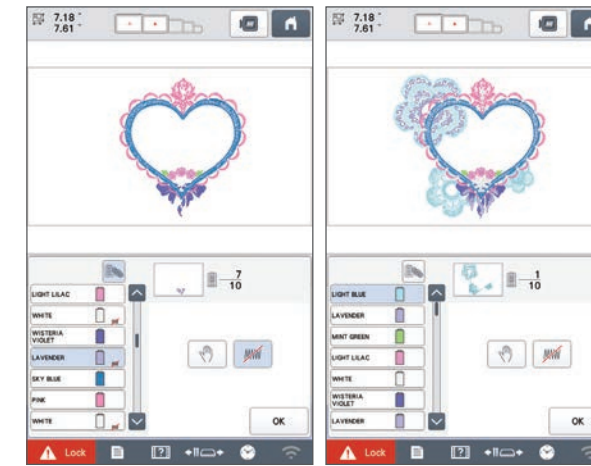 7.18 "
7.61 "
7
10
LIGHT LILAC
WHITE
WISTERIA
VIOLET
LAVENDER
SKY BLUE
PINK
WHITE
OK
Lock
7.18 "
7.61 "
1
10
LIGHT BLUE
LAVENDER
MINT GREEN
LIGHT LILAC
WHITE
WISTERIA
VIOLET
LAVENDER
OK
Lock